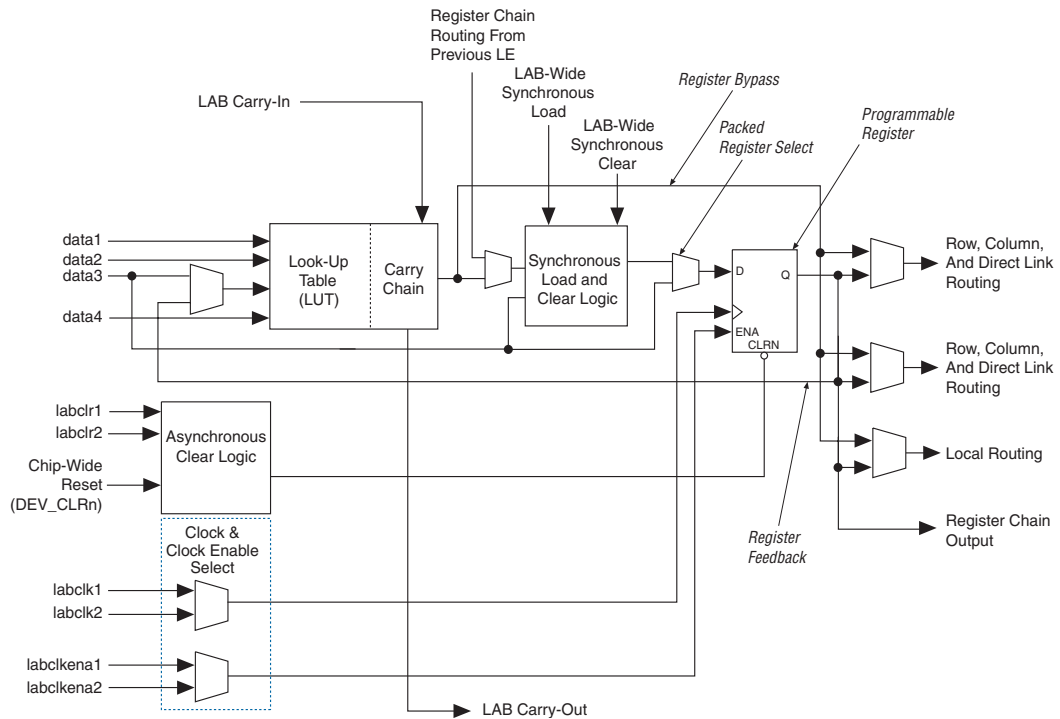 Register Chain
Routing From
Previous LE
LAB-Wide
Synchronous
Load
LAB-Wide
Synchronous
Clear
Register Bypass
Packed
Register Select
Programmable
Register
LAB Carry-In
data1
data2
data3
data4
Look-Up
Table
(LUT)
Carry
Chain
Synchronous
Load and
Clear Logic
D
Q
ENA
CLRN
Row, Column,
And Direct Link
Routing
Row, Column,
And Direct Link
Routing
Local Routing
Register Chain
Output
Register
Feedback
labclr1
labclr2
Chip-Wide
Reset
(DEV_CLRn)
Asynchronous
Clear Logic
Clock &
Clock Enable
Select
labclk1
labclk2
labclkena1
labclkena2
LAB Carry-Out